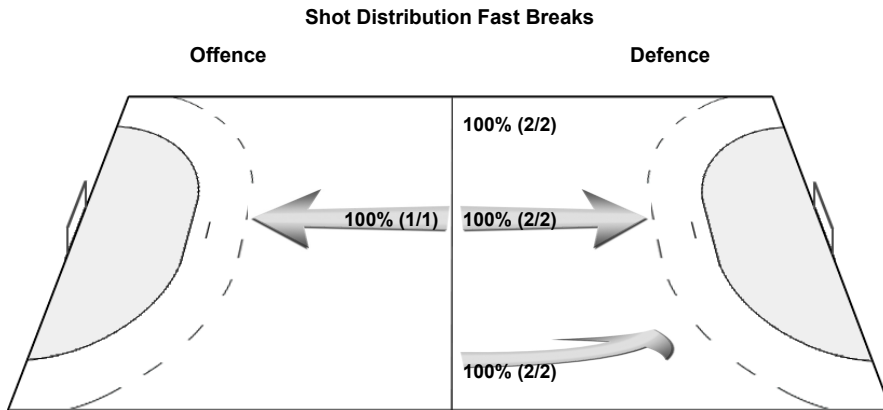 Shot Distribution Fast Breaks
Offence
Defence
100% (2/2)
100% (1/1)
100% (2/2)
100% (2/2)